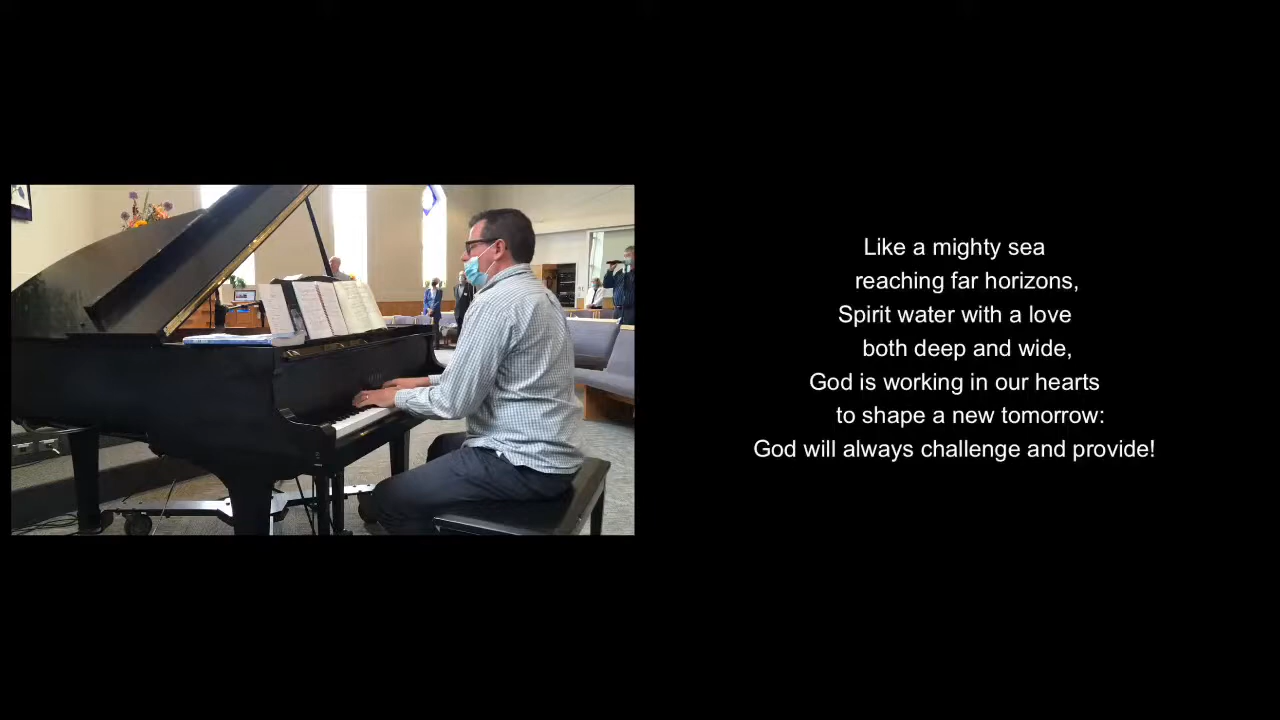 Like a mighty sea
reaching far horizons,
Spirit water with a love
both deep and wide,
God is working in our hearts
to shape a new tomorrow:
God will always challenge and provide!